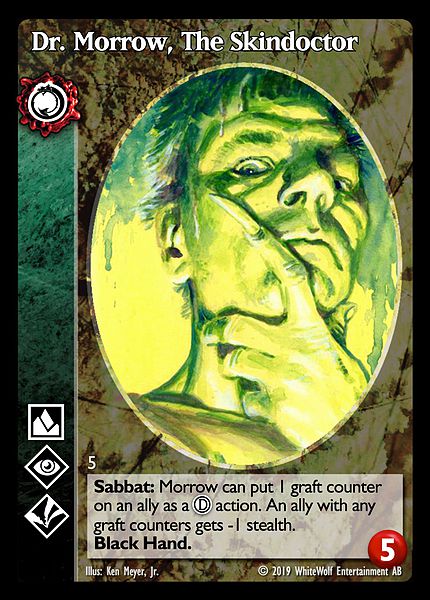 Dr. Morrow, The Skindoctor
5
Sabbat: Morrow can put 1 graft counter
on an ally as a Ⓓ action. An ally with any
graft counters gets -1 stealth.
Black Hand.
5
Illus: Ken Meyer, Jr. © 2019 WhiteWolf Entertainment AB